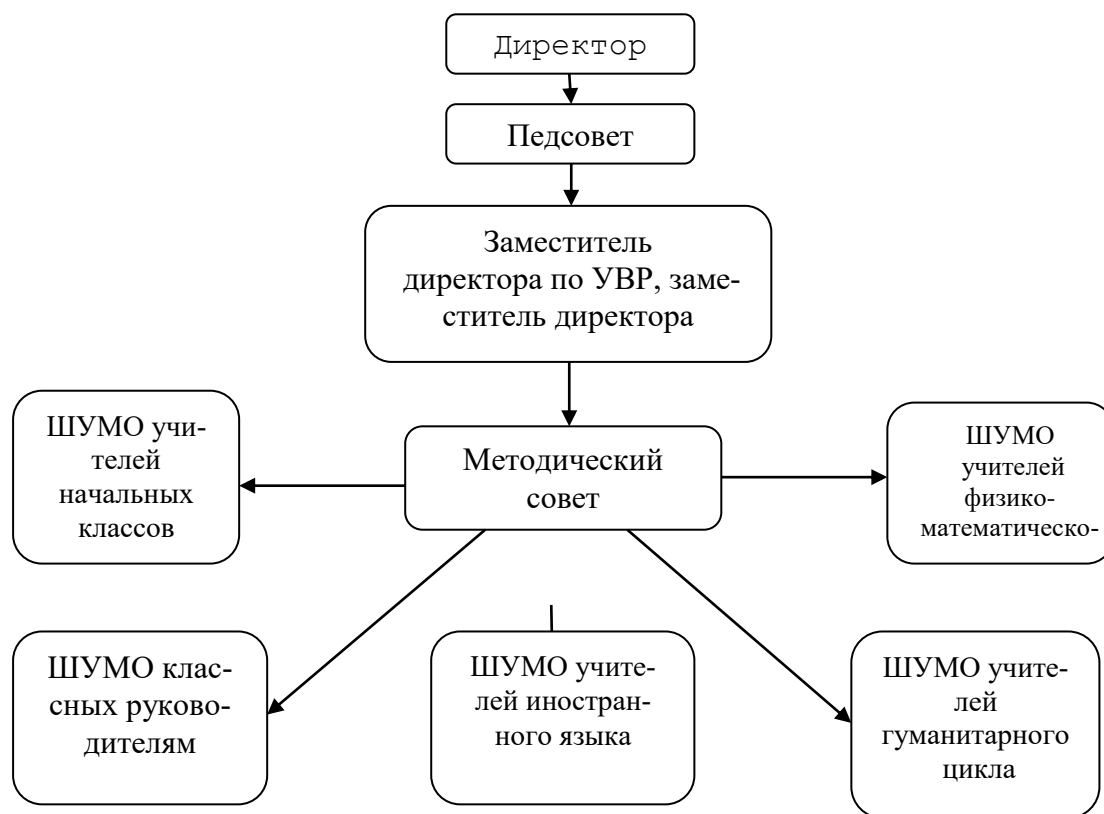 Директор
Педсовет
Заместитель
директора по УВР, заме-
ститель директора
ШУМО учи-
телей
начальных
классов
Методический
совет
ШУМО
учителей
физико-
математическо-
ШУМО клас-
сных руково-
дителям
ШУМО учите-
лей иностран-
ного языка
ШУМО учите-
лей
гуманитарного
цикла